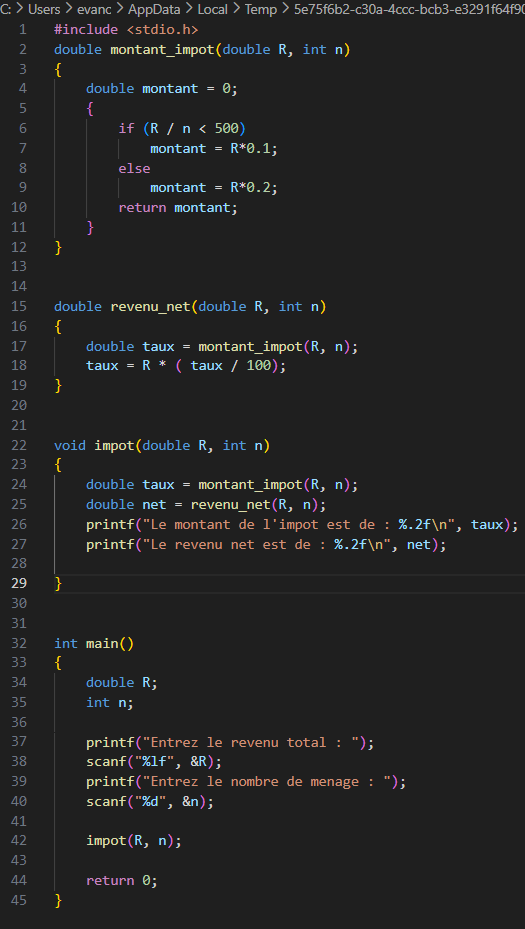 C: > Users > evanc > AppData > Local > Temp > 5e75f6b2-c30a-4ccc-bcb3-e3291f64f90
1 #include <stdio.h>
2 double montant_impot(double R, int n)
3 {
4     double montant = 0;
5     {
6         if (R / n < 500)
7             montant = R*0.1;
8         else
9             montant = R*0.2;
10         return montant;
11     }
12 }
13
14
15 double revenu_net(double R, int n)
16 {
17     double taux = montant_impot(R, n);
18     taux = R * ( taux / 100);
19 }
20
21
22 void impot(double R, int n)
23 {
24     double taux = montant_impot(R, n);
25     double net = revenu_net(R, n);
26     printf("Le montant de l'impot est de : %.2f\n", taux);
27     printf("Le revenu net est de : %.2f\n", net);
28
29 }
30
31
32 int main()
33 {
34     double R;
35     int n;
36
37     printf("Entrez le revenu total : ");
38     scanf("%lf", &R);
39     printf("Entrez le nombre de menage : ");
40     scanf("%d", &n);
41
42     impot(R, n);
43
44     return 0;
45 }